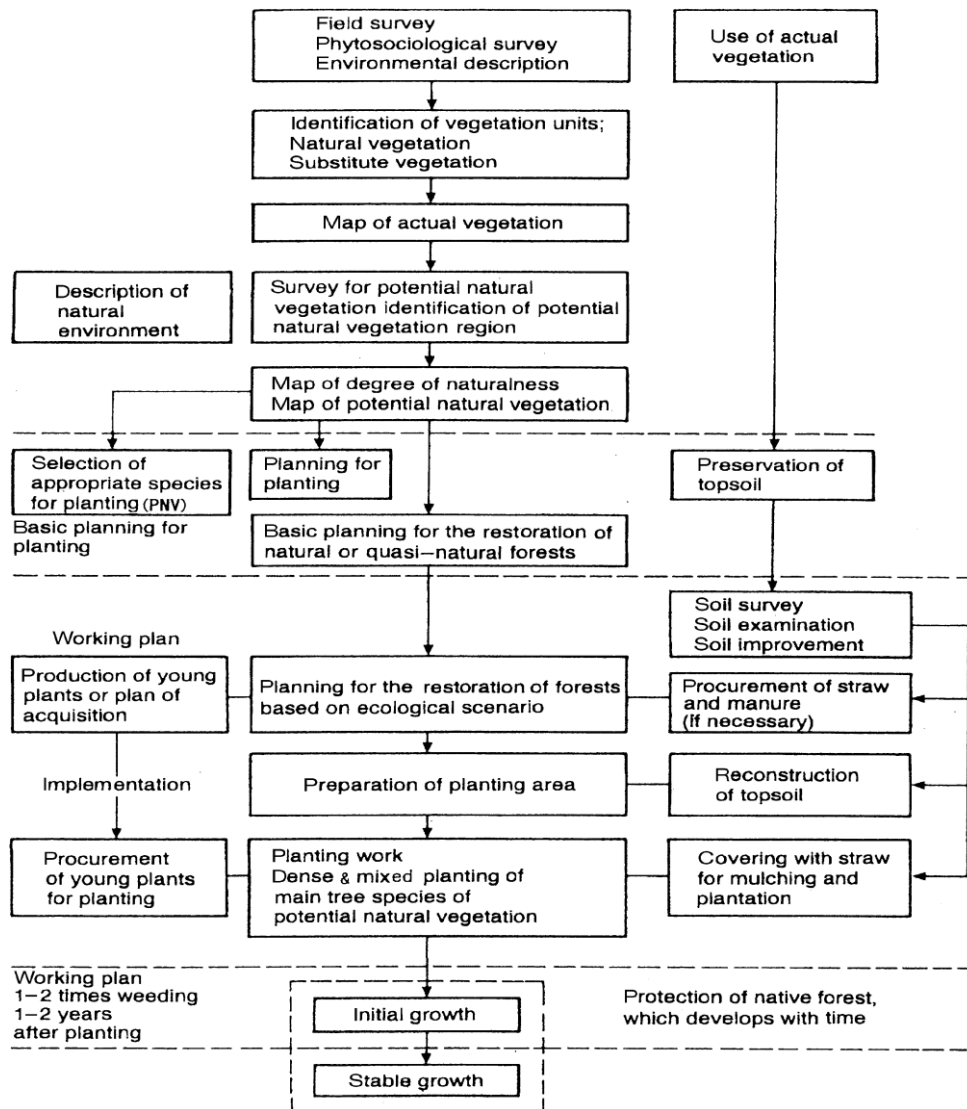 Field survey
Phytosociological survey
Environmental description
Use of actual
vegetation
Identification of vegetation units;
Natural vegetation
Substitute vegetation
Map of actual vegetation
Description of
natural
environment
Survey for potential natural
vegetation identification of potential
natural vegetation region
Map of degree of naturalness
Map of potential natural vegetation
Selection of
appropriate species
for planting (PNV)
Planning for
planting
Preservation of
topsoil
Basic planning for
planting
Basic planning for the restoration of
natural or quasi-natural forests
Soil survey
Soil examination
Soil improvement
Working plan
Production of young
plants or plan of
acquisition
Planning for the restoration of forests
based on ecological scenario
Procurement of straw
and manure
(If necessary)
Implementation
Preparation of planting area
Reconstruction
of topsoil
Procurement
of young plants
for planting
Planting work
Dense & mixed planting of
main tree species of
potential natural vegetation
Covering with straw
for mulching and
plantation
Working plan
1-2 times weeding
1-2 years
after planting
Initial growth
Protection of native forest,
which develops with time
Stable growth